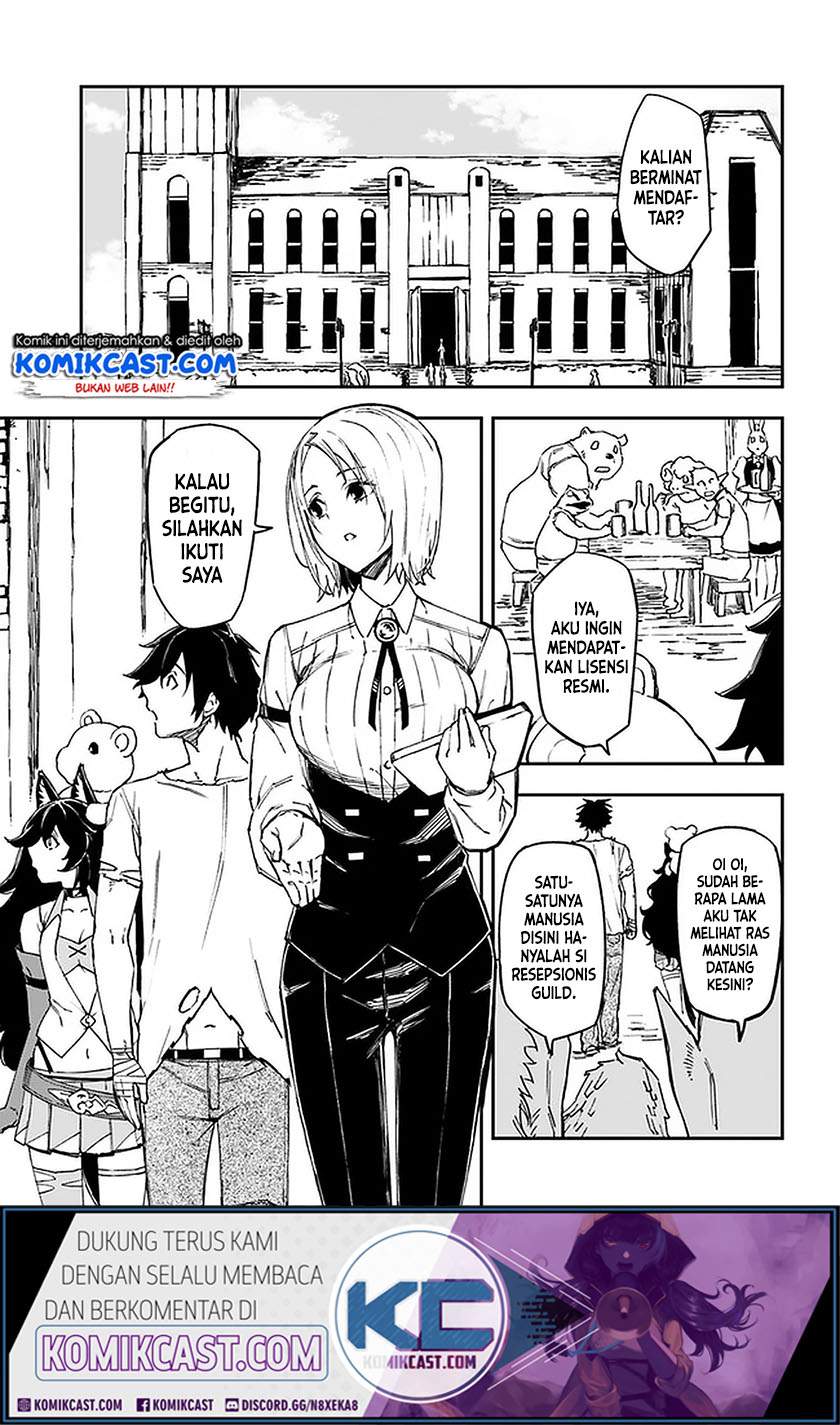 KALIAN
BERMINAT
MENDAF-
TAR?
Komik ini diterjemahkan & diedit oleh
KOMIKCAST.COM
BUKAN WEB LAIN!!
IYA,
AKU INGIN
MENDAPAT-
KAN LISENSI
RESMI.
KALAU
BEGITU,
SILAHKAN
IKUTI
SAYA
OI OI,
SUDAH BE-
RAPA LAMA
AKU TAK
MELIHAT RAS
MANUSIA
DATANG
KESINI?
SATU-
SATUNYA
MANUSIA
DISINI HA-
NYALAH SI
RESEPSIONIS
GUILD.
DUKUNG TERUS KAMI
DENGAN SELALU MEMBACA
DAN BERKOMENTAR DI
KOMIKCAST.COM
KC
KOMIKCAST.COM
KOMIKCAST.COM KOMIKCAST DISCORD.GG/N8XEKA8